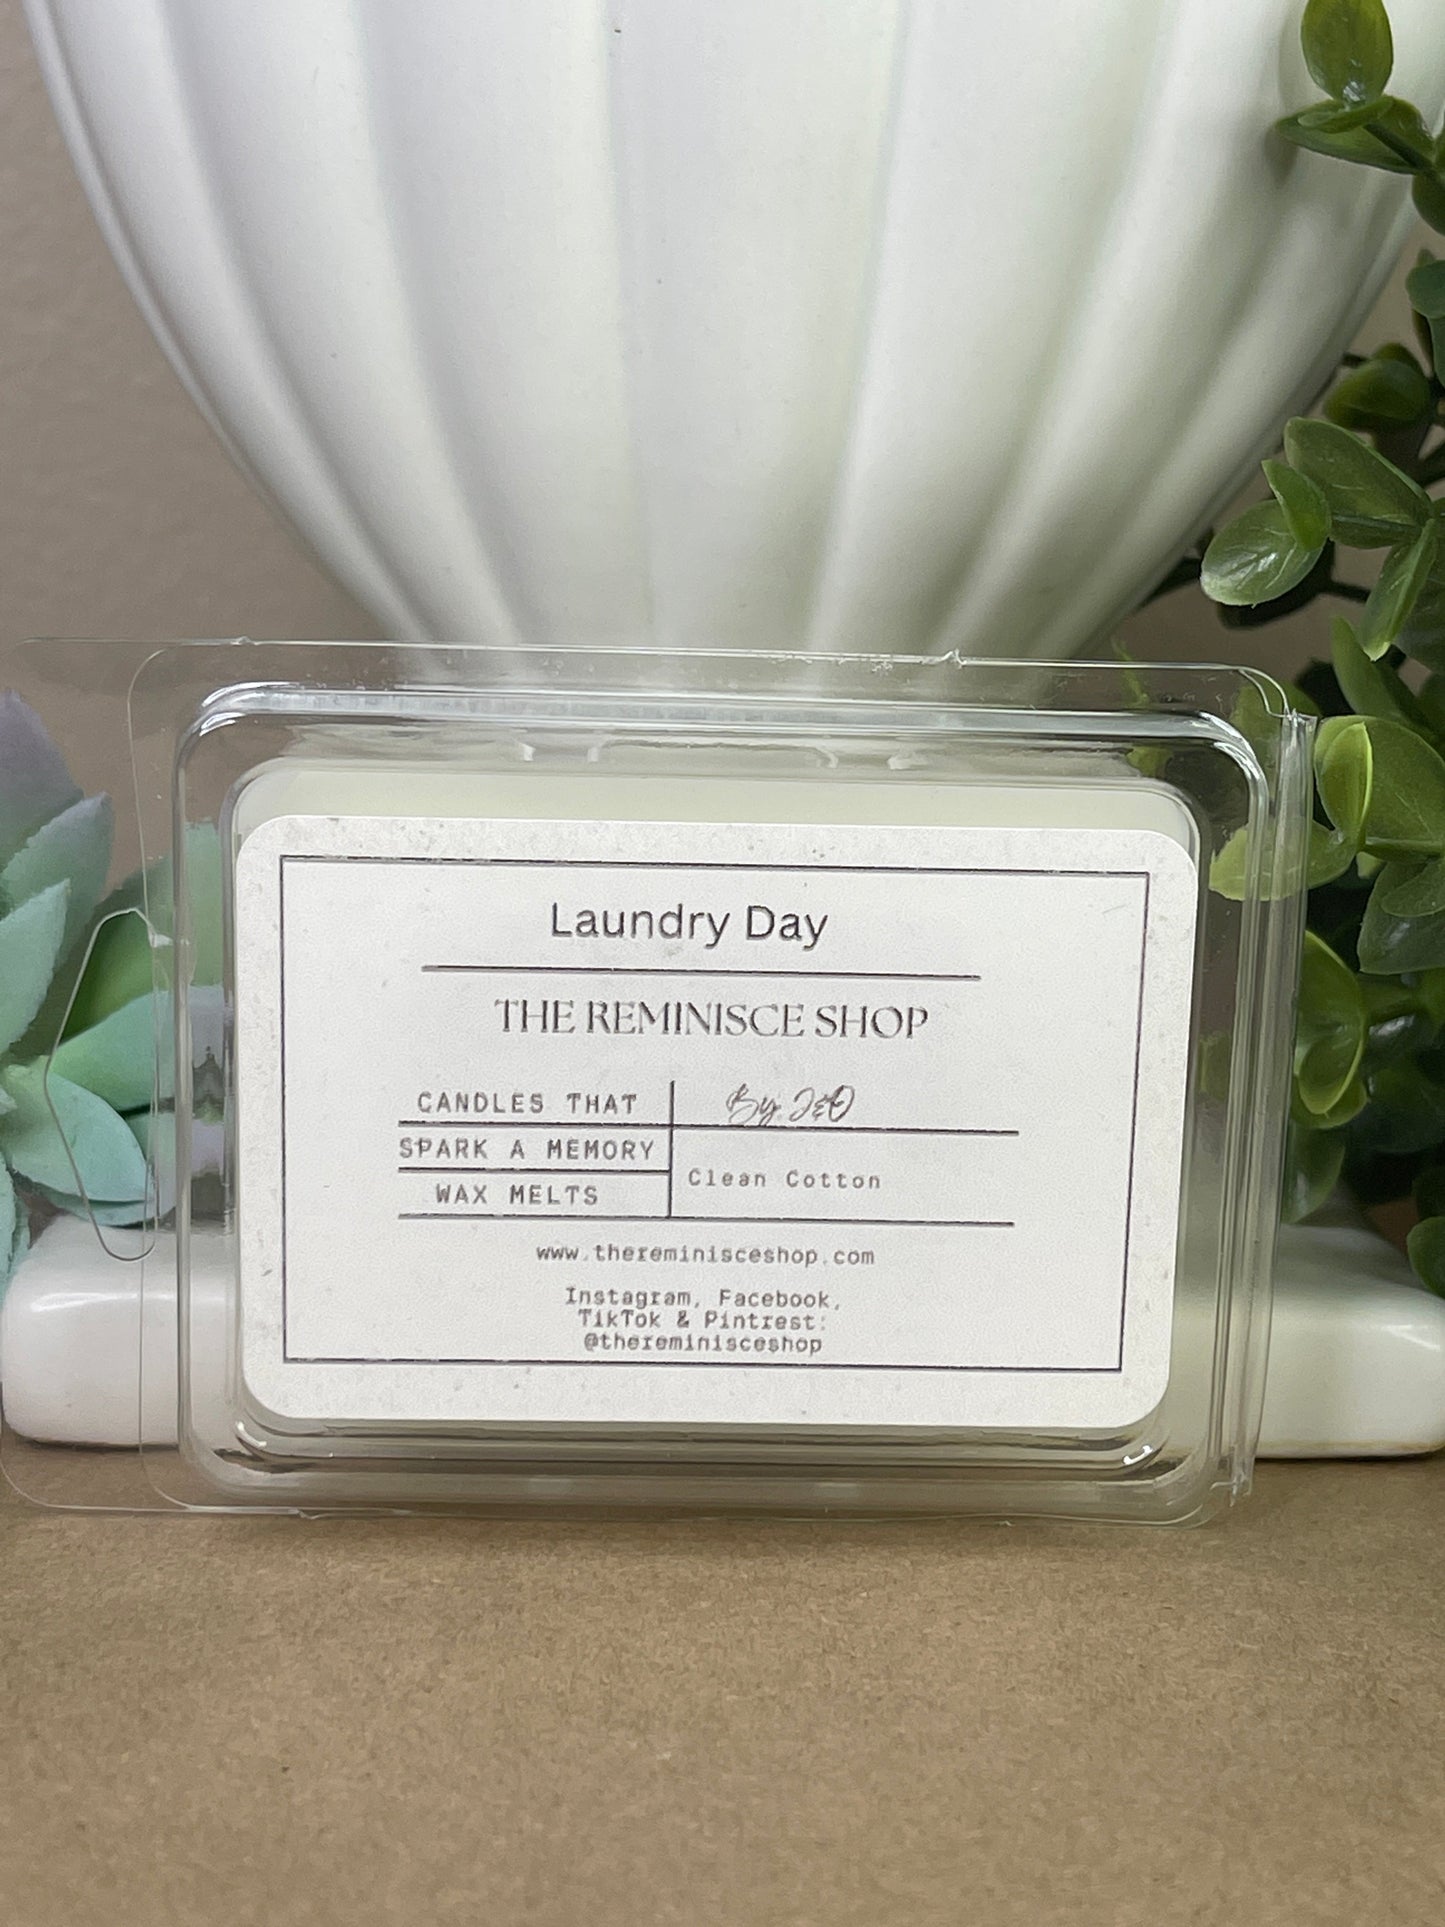 Laundry Day
THE REMINISCE SHOP
CANDLES THAT
SPARK A MEMORY
WAX MELTS
By: J&O
Clean Cotton
www.thereminisceshop.com
Instagram, Facebook,
TikTok & Pintrest:
@thereminisceshop